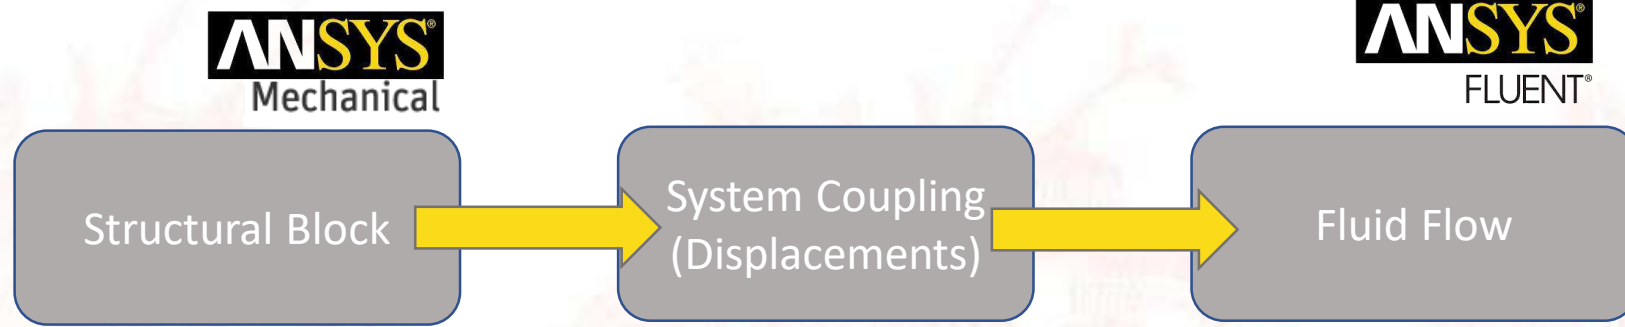 ANSYS®
Mechanical
ANSYS®
FLUENT®
Structural Block
System Coupling
(Displacements)
Fluid Flow